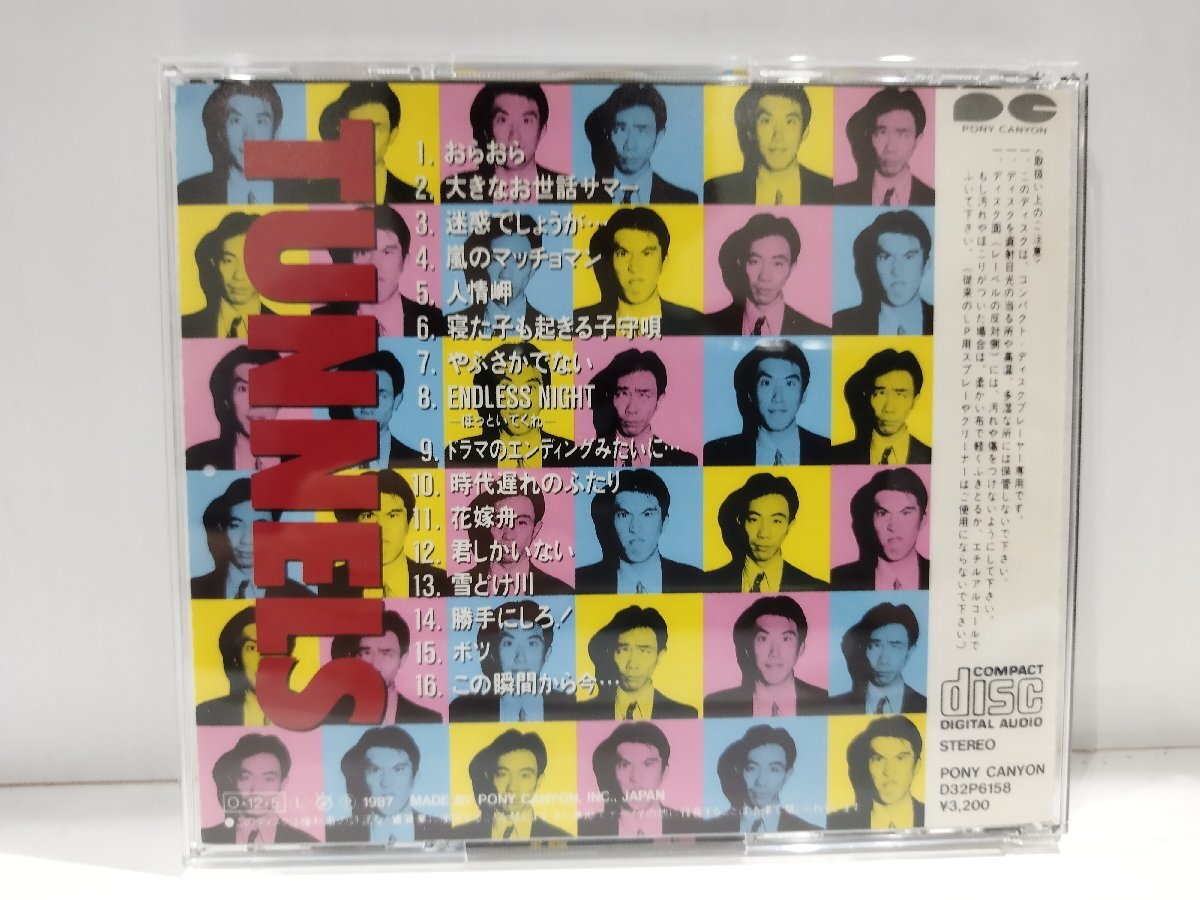 TUNNELS
1. おらおら
2. 大きなお世話サマー
3. 迷惑でしょうが…
4. 嵐のマッチョマン
5. 人情岬
6. 寝た子も起きる子守唄
7. やぶさかでない
8. ENDLESS NIGHT
—ほっといてくれ—
9. ドラマのエンディングみたいに…
10. 時代遅れのふたり
11. 花嫁舟
12. 君しかいない
13. 雪どけ川
14. 勝手にしろ!
15. ボツ
16. この瞬間から今…
O・12・5 L Ⓟ 1987 MADE BY PONY CANYON, INC., JAPAN
PONY CANYON
(取扱い上のご注意)
一、このディスクは、コンパクト・ディスクプレーヤー専用です。
一、ディスクを直射日光の当る所や高温、多湿な所には保管しないで下さい。
一、ディスク面(レーベルの反対側)には、汚れや傷をつけないようにして下さい。
もし汚れやほこりがついた場合は、柔かい布で軽くふきとるか、エチルアルコールで
ふいて下さい。(従来のLP用スプレーやクリーナーはご使用にならないで下さい。)
COMPACT
disc
DIGITAL AUDIO
STEREO
PONY CANYON
D32P6158
¥3,200